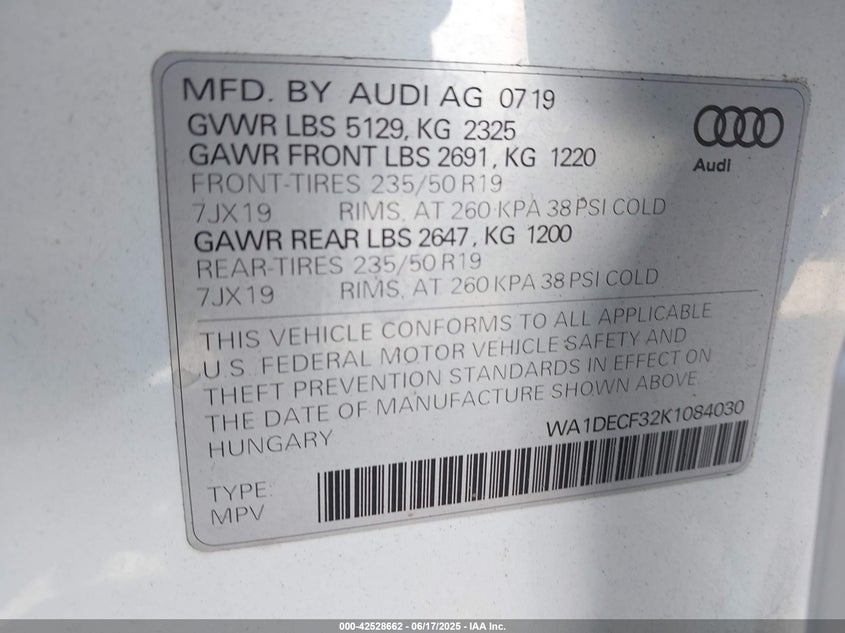 MFD. BY AUDI AG 0719
GVWR LBS 5129, KG 2325
GAWR FRONT LBS 2691, KG 1220
FRONT-TIRES 235/50 R19
7JX19 RIMS, AT 260 KPA 38 PSI COLD
GAWR REAR LBS 2647, KG 1200
REAR-TIRES 235/50 R19
7JX19 RIMS, AT 260 KPA 38 PSI COLD
Audi
THIS VEHICLE CONFORMS TO ALL APPLICABLE
U.S. FEDERAL MOTOR VEHICLE SAFETY AND
THEFT PREVENTION STANDARDS IN EFFECT ON
THE DATE OF MANUFACTURE SHOWN ABOVE.
HUNGARY
WA1DECF32K1084030
TYPE:
MPV
000-42528662 - 06/17/2025 - IAA Inc.